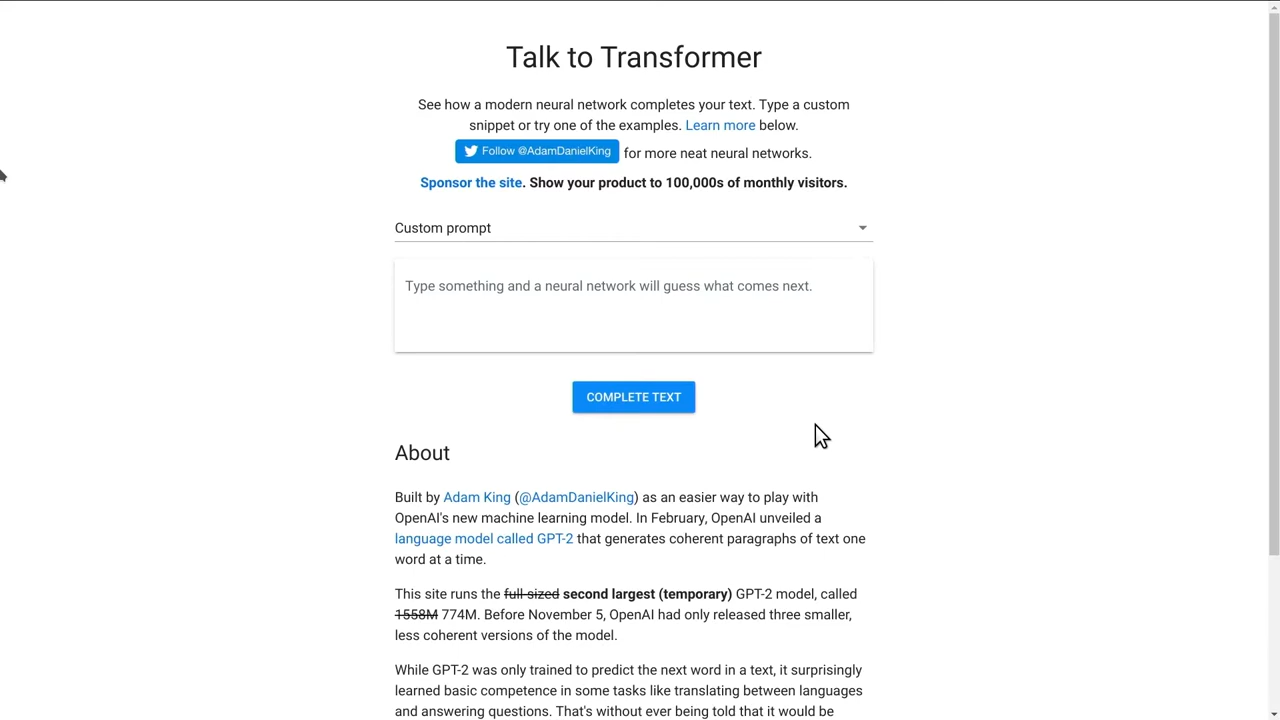 Talk to Transformer
See how a modern neural network completes your text. Type a custom
snippet or try one of the examples. Learn more below.
Follow @AdamDanielKing for more neat neural networks.
Sponsor the site. Show your product to 100,000s of monthly visitors.
Custom prompt
Type something and a neural network will guess what comes next.
COMPLETE TEXT
About
Built by Adam King (@AdamDanielKing) as an easier way to play with
OpenAI's new machine learning model. In February, OpenAI unveiled a
language model called GPT-2 that generates coherent paragraphs of text one
word at a time.
This site runs the full sized second largest (temporary) GPT-2 model, called
1558M 774M. Before November 5, OpenAI had only released three smaller,
less coherent versions of the model.
While GPT-2 was only trained to predict the next word in a text, it surprisingly
learned basic competence in some tasks like translating between languages
and answering questions. That's without ever being told that it would be